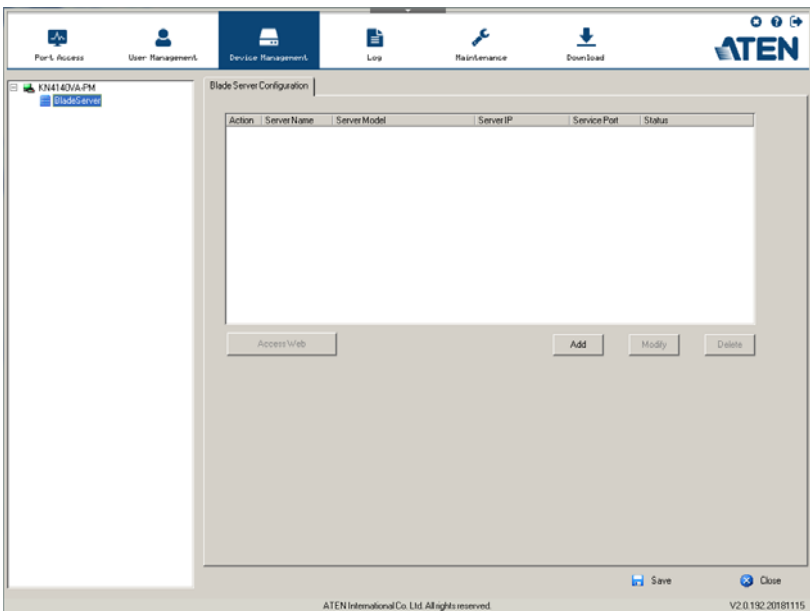 Port Access
User Management
Device Management
Log
Maintenance
Download
ATEN
KN4140VA-PM
BladeServer
Blade Server Configuration
Action Server Name Server Model Server IP Service Port Status
Access Web
Add
Modify
Delete
Save
Close
ATEN International Co. Ltd. All rights reserved.
V2.0.192.20181115